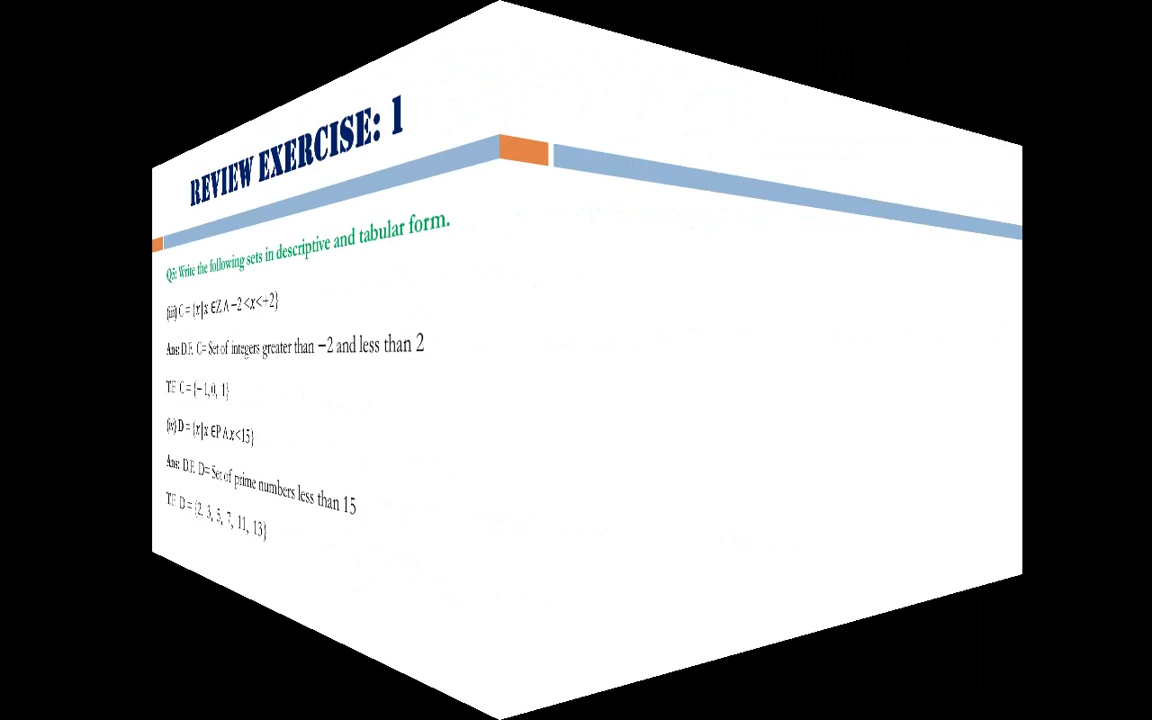 REVIEW EXERCISE: 1
Q5: Write the following sets in descriptive and tabular form.
(iii) C = {x|x ∈Z ∧ −2 <x<+2}
Ans: D.F. C= Set of integers greater than −2 and less than 2
T.F C = {−1, 0, 1}
(iv) D = {x|x ∈P ∧ x<15}
Ans: D.F. D= Set of prime numbers less than 15
T.F D = {2, 3, 5, 7, 11, 13}